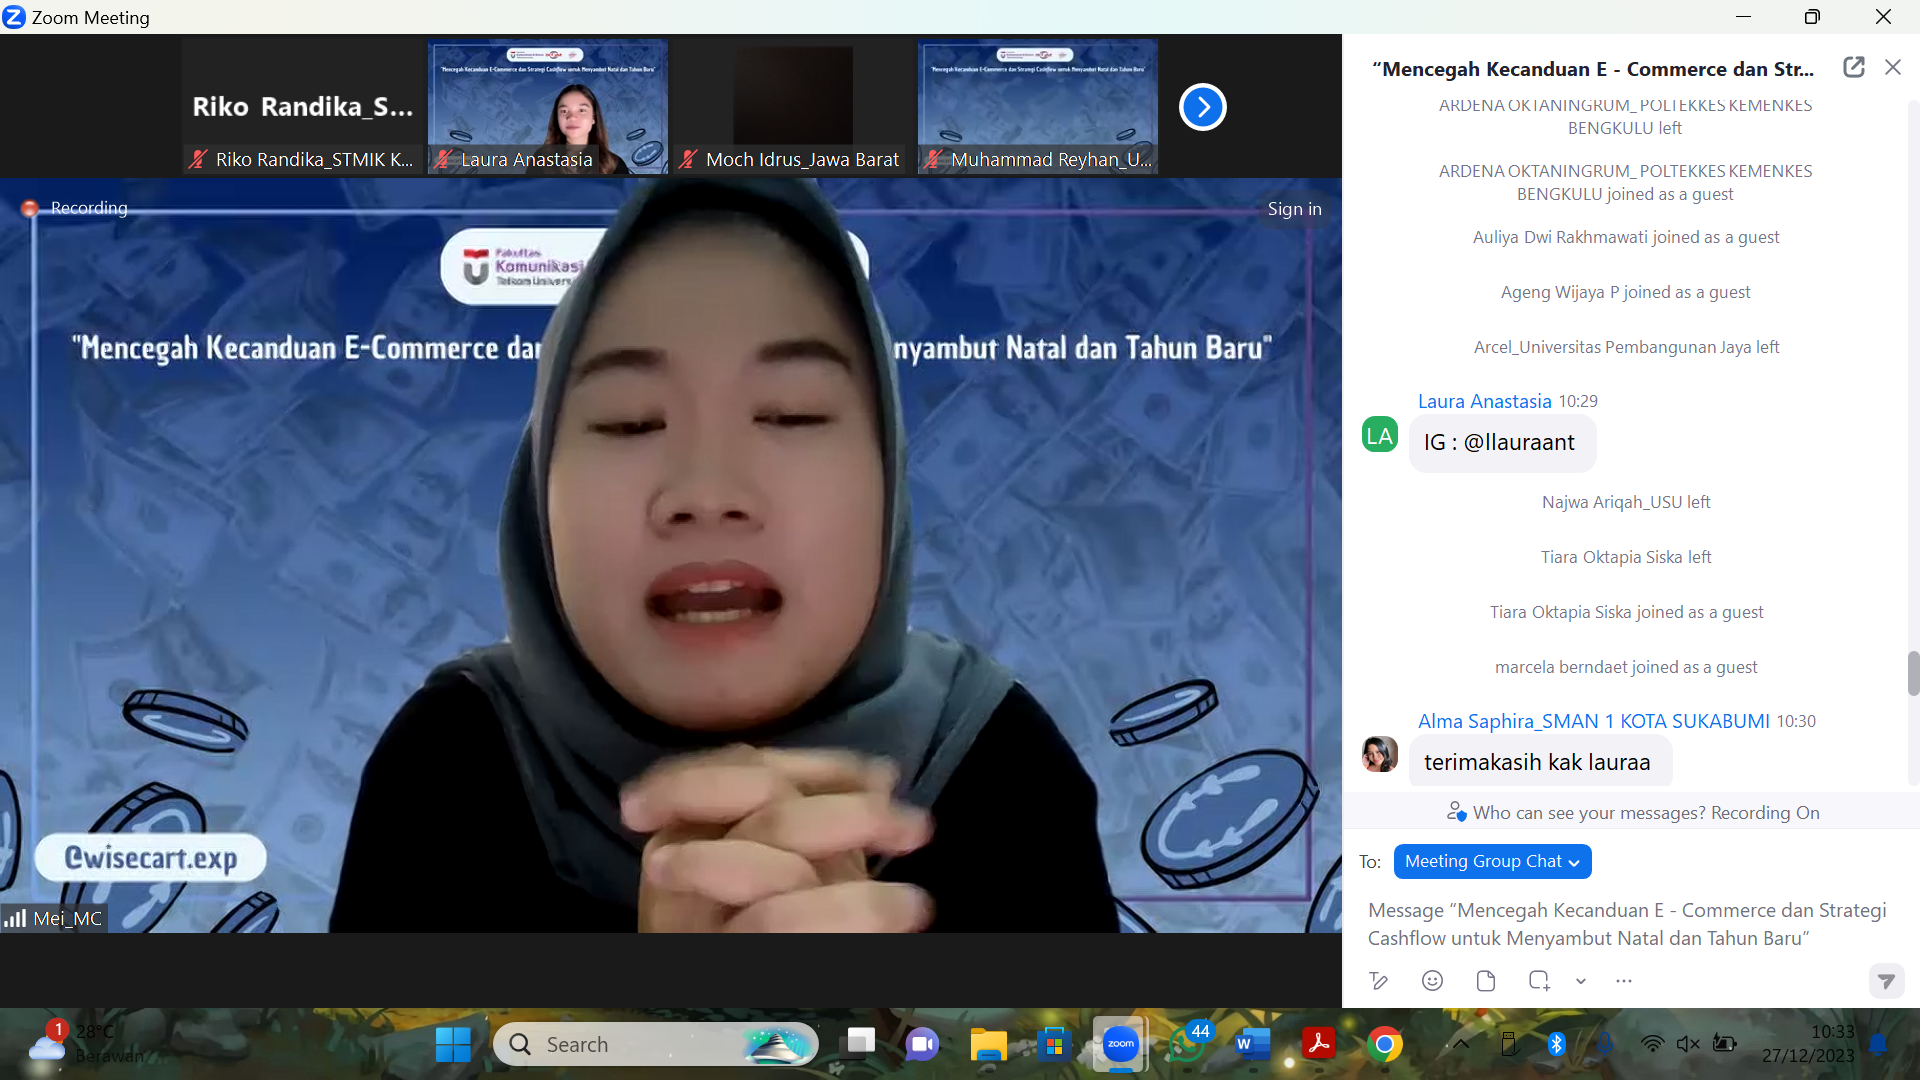 Zoom Meeting
Riko Randika_S...
Riko Randika_STMIK K...
Laura Anastasia
Moch Idrus_Jawa Barat
Muhammad Reyhan_U...
"Mencegah Kecanduan E-Commerce dan Strategi Cashflow untuk Menyambut Natal dan Tahun Baru"
"Mencegah Kecanduan E-Commerce dan Strategi Cashflow untuk Menyambut Natal dan Tahun Baru"
Recording
Sign in
Fakultas
Komunikasi
Telkom Univers
"Mencegah Kecanduan E-Commerce dan
nyambut Natal dan Tahun Baru"
@wisecart.exp
Mei_MC
“Mencegah Kecanduan E - Commerce dan Str...
ARDENA OKTANINGRUM_ POLTEKKES KEMENKES
BENGKULU left
ARDENA OKTANINGRUM_ POLTEKKES KEMENKES
BENGKULU joined as a guest
Auliya Dwi Rakhmawati joined as a guest
Ageng Wijaya P joined as a guest
Arcel_Universitas Pembangunan Jaya left
Laura Anastasia 10:29
LA
IG : @llauraant
Najwa Ariqah_USU left
Tiara Oktapia Siska left
Tiara Oktapia Siska joined as a guest
marcela berndaet joined as a guest
Alma Saphira_SMAN 1 KOTA SUKABUMI 10:30
terimakasih kak lauraa
Who can see your messages? Recording On
To: Meeting Group Chat
Message “Mencegah Kecanduan E - Commerce dan Strategi
Cashflow untuk Menyambut Natal dan Tahun Baru”
1
28°C
Berawan
Search
zoom
44
W
10:33
27/12/2023